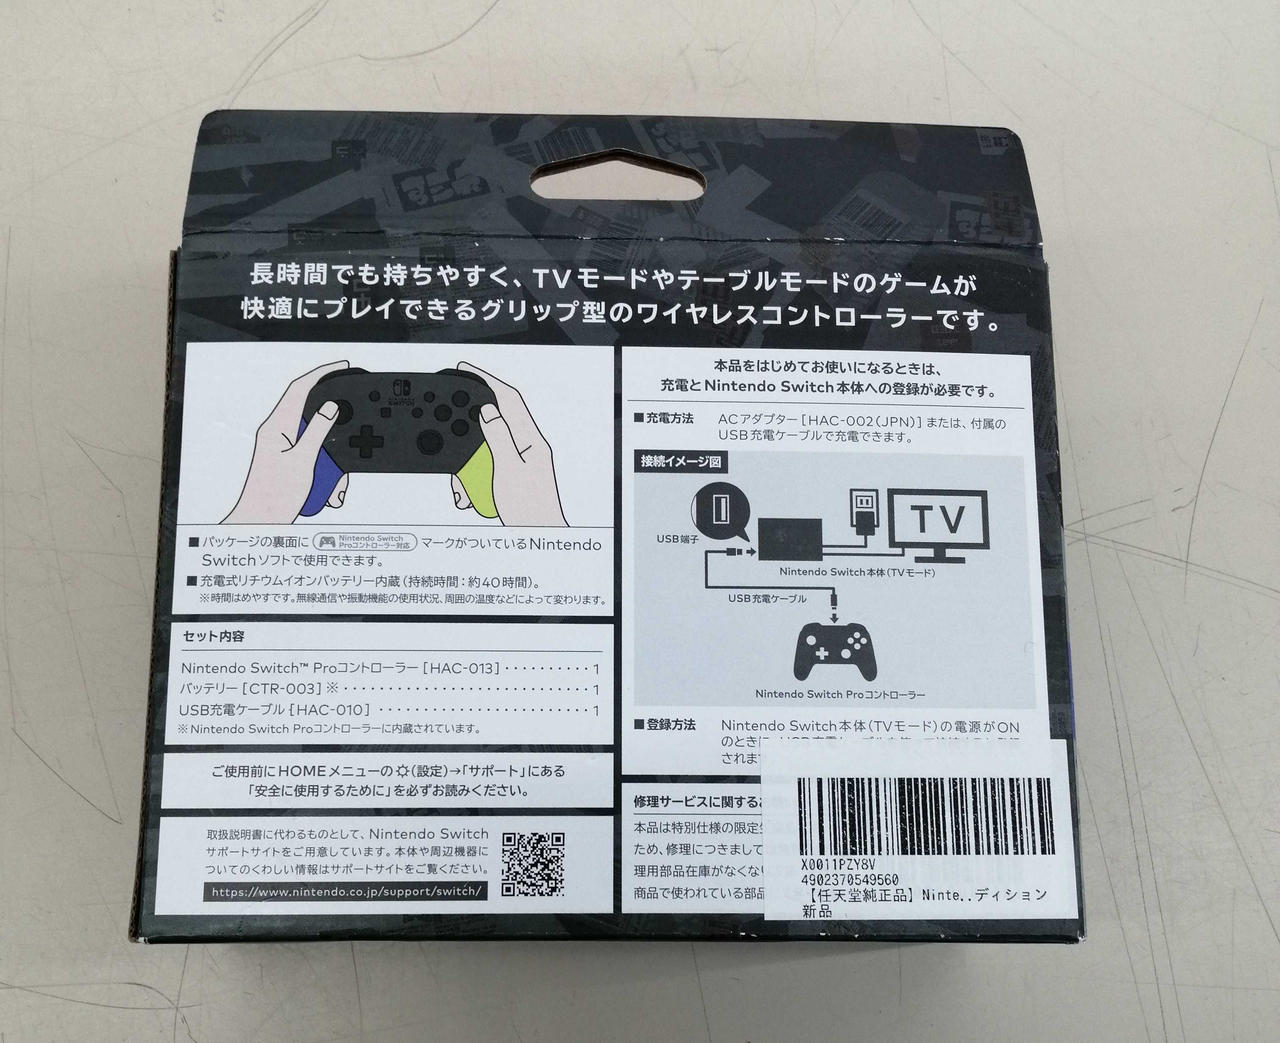 長時間でも持ちやすく、TVモードやテーブルモードのゲームが
快適にプレイできるグリップ型のワイヤレスコントローラーです。
■パッケージの裏面に Nintendo Switch Proコントローラー対応 マークがついているNintendo
Switchソフトで使用できます。
■充電式リチウムイオンバッテリー内蔵(持続時間:約40時間)。
※時間はめやすです。無線通信や振動機能の使用状況、周囲の温度などによって変わります。
セット内容
Nintendo Switch™ Proコントローラー[HAC-013]・・・・・・・・・・1
バッテリー[CTR-003]※・・・・・・・・・・・・・・・・・・・・・・・・・・・・1
USB充電ケーブル[HAC-010]・・・・・・・・・・・・・・・・・・・・・・・・・1
※Nintendo Switch Proコントローラーに内蔵されています。
ご使用前にHOMEメニューの(設定)→「サポート」にある
「安全に使用するために」を必ずお読みください。
取扱説明書に代わるものとして、Nintendo Switch
サポートサイトをご用意しています。本体や周辺機器に
ついてのくわしい情報はサポートサイトをご覧ください。
https://www.nintendo.co.jp/support/switch/
本品をはじめてお使いになるときは、
充電とNintendo Switch本体への登録が必要です。
■充電方法 ACアダプター[HAC-002(JPN)]または、付属の
USB充電ケーブルで充電できます。
接続イメージ図
TV
USB端子
Nintendo Switch本体(TVモード)
USB充電ケーブル
Nintendo Switch Proコントローラー
■登録方法 Nintendo Switch本体(TVモード)の電源がON
のときに
されま
修理サービスに関する
本品は特別仕様の限定
ため、修理につきまして
理用部品在庫がなくな
商品で使われている部品
X0011PZY8V
4902370549560
【任天堂純正品】Ninte..ディション
新品